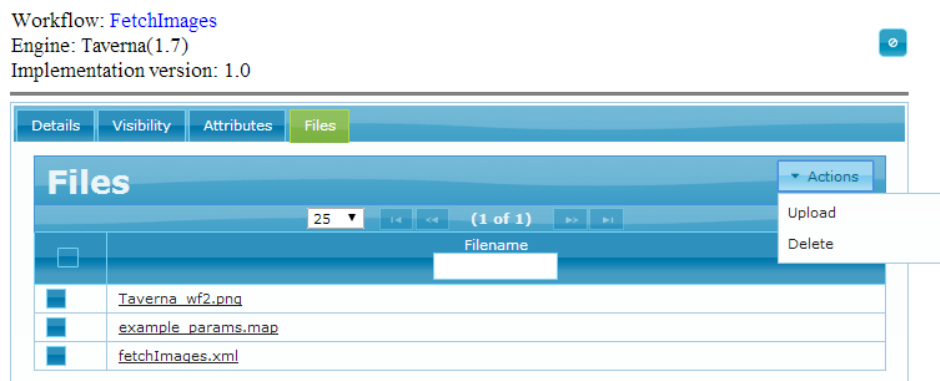 Workflow: FetchImages
Engine: Taverna(1.7)
Implementation version: 1.0
Details Visibility Attributes Files
Files
Actions
25 (1 of 1)
Upload
Delete
Filename
Taverna_wf2.png
example_params.map
fetchImages.xml